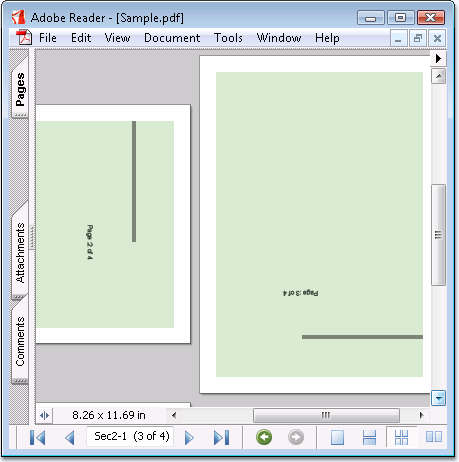 Adobe Reader - [Sample.pdf]
File Edit View Document Tools Window Help
Pages
Attachments
Comments
Page 2 of 4
Page: 3 of 4
8.26 x 11.69 in
Sec2-1 (3 of 4)